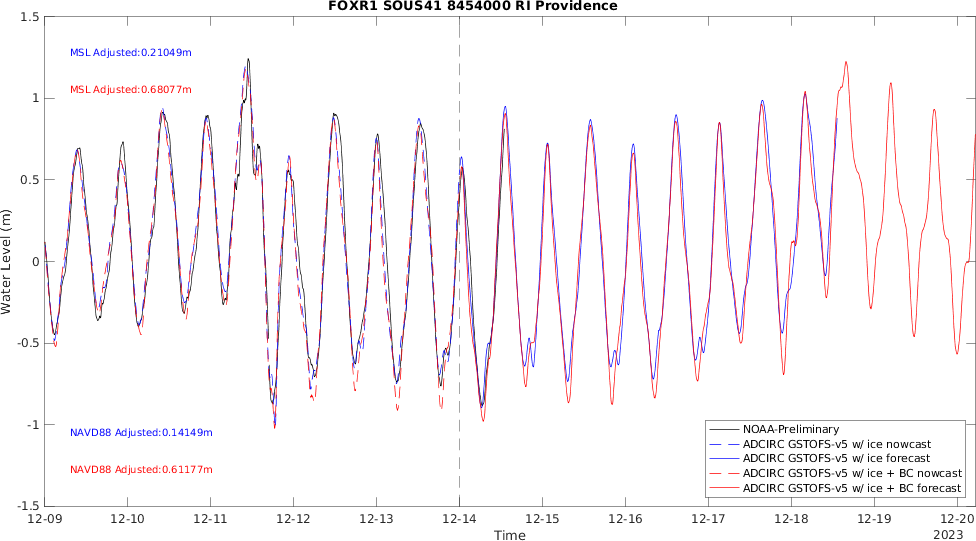 FOXR1 SOUS41 8454000 RI Providence
1.5
1
0.5
0
-0.5
-1
-1.5
Water Level (m)
MSL Adjusted:0.21049m
MSL Adjusted:0.68077m
NAVD88 Adjusted:0.14149m
NAVD88 Adjusted:0.61177m
NOAA-Preliminary
ADCIRC GSTOFS-v5 w/ ice nowcast
ADCIRC GSTOFS-v5 w/ ice forecast
ADCIRC GSTOFS-v5 w/ ice + BC nowcast
ADCIRC GSTOFS-v5 w/ ice + BC forecast
12-09 12-10 12-11 12-12 12-13 12-14 12-15 12-16 12-17 12-18 12-19 12-20
Time
2023